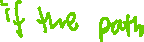 if the path